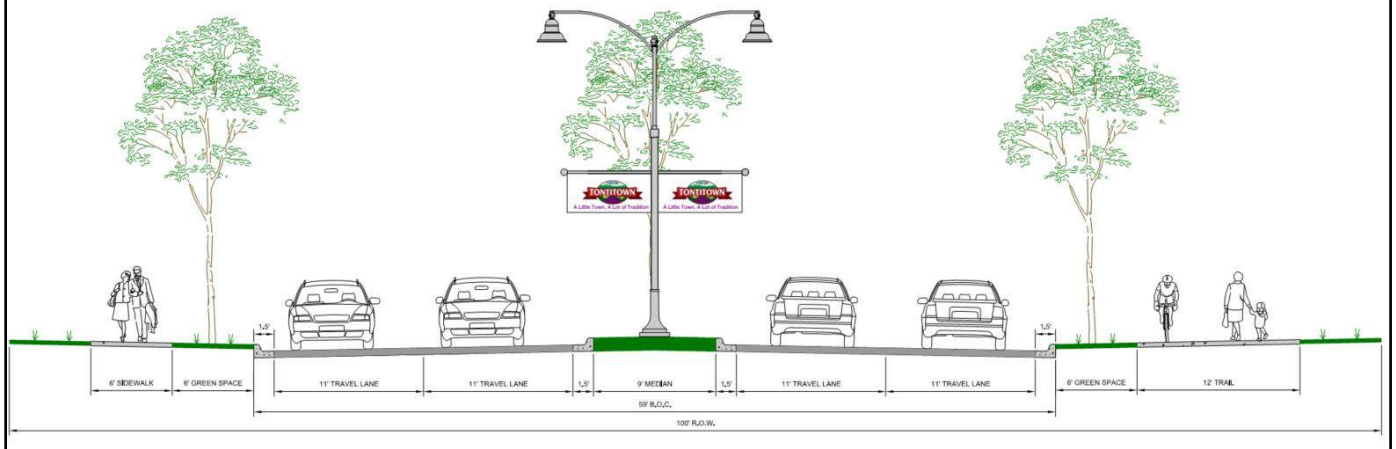 TONTITOWN
A Little Town, A Lot of Tradition
TONTITOWN
A Little Town, A Lot of Tradition
1.5'
1.5'
6' SIDEWALK
6' GREEN SPACE
11' TRAVEL LANE
11' TRAVEL LANE
1.5'
9' MEDIAN
1.5'
11' TRAVEL LANE
11' TRAVEL LANE
6' GREEN SPACE
12' TRAIL
59' B.O.C.
100' R.O.W.